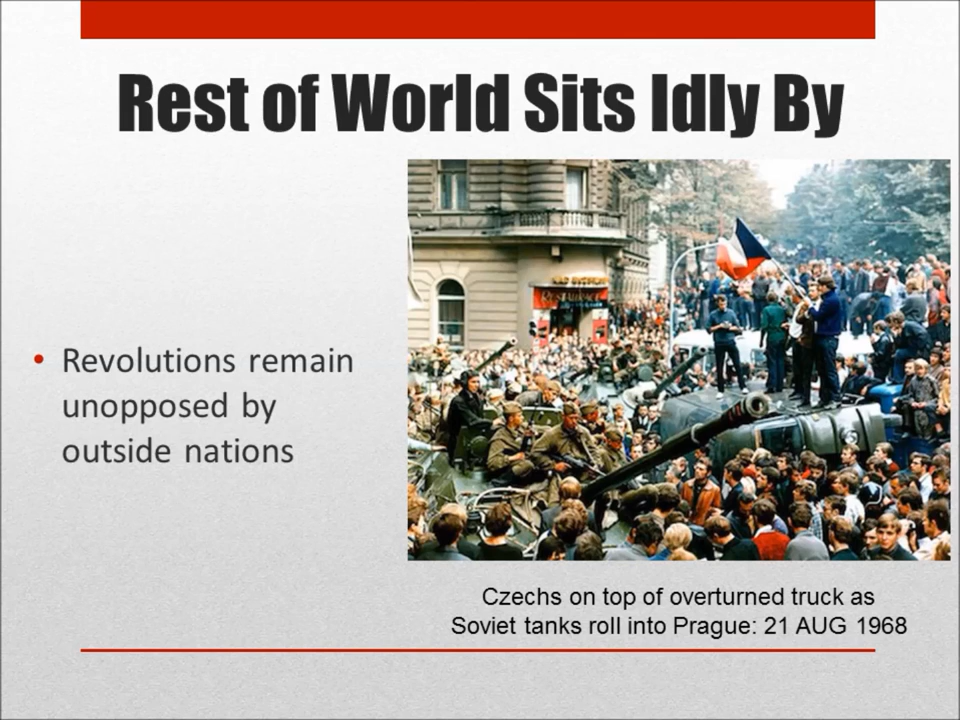 Rest of World Sits Idly By
• Revolutions remain
unopposed by
outside nations
RESTAURACE
Czechs on top of overturned truck as
Soviet tanks roll into Prague: 21 AUG 1968